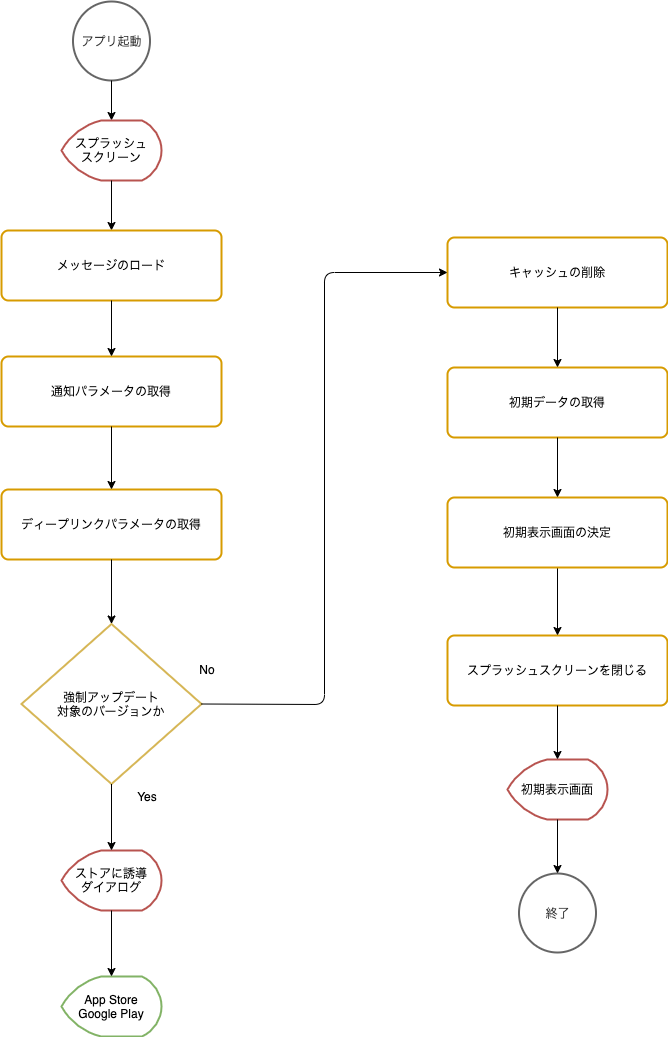 アプリ起動
スプラッシュ
スクリーン
メッセージのロード
通知パラメータの取得
ディープリンクパラメータの取得
強制アップデート
対象のバージョンか
No
Yes
ストアに誘導
ダイアログ
App Store
Google Play
キャッシュの削除
初期データの取得
初期表示画面の決定
スプラッシュスクリーンを閉じる
初期表示画面
終了